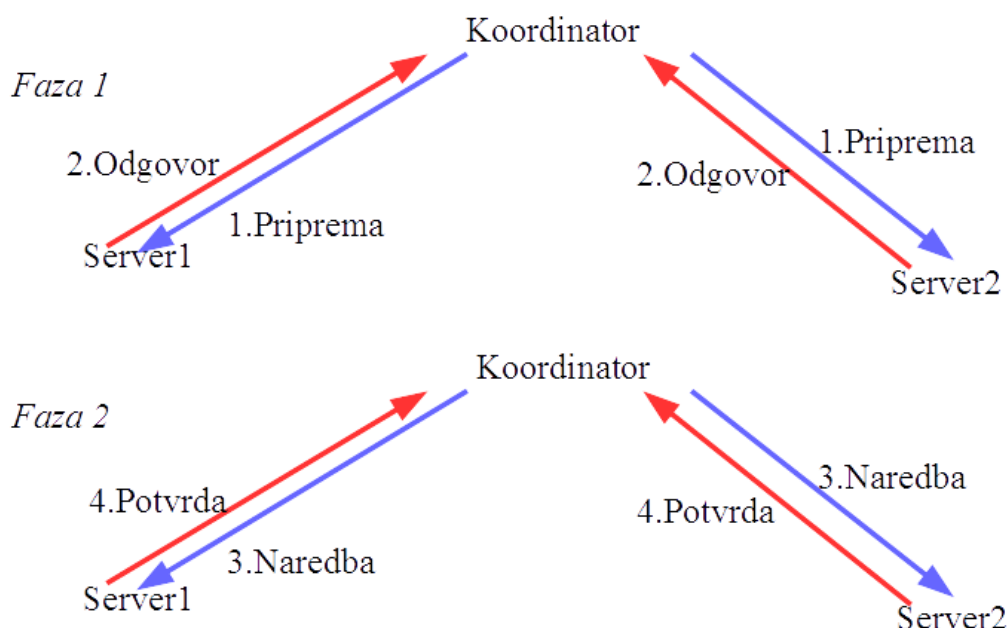 Koordinator
Faza 1
1.Priprema
2.Odgovor
2.Odgovor
1.Priprema
Server1
Server2
Koordinator
Faza 2
3.Naredba
4.Potvrda
4.Potvrda
3.Naredba
Server1
Server2